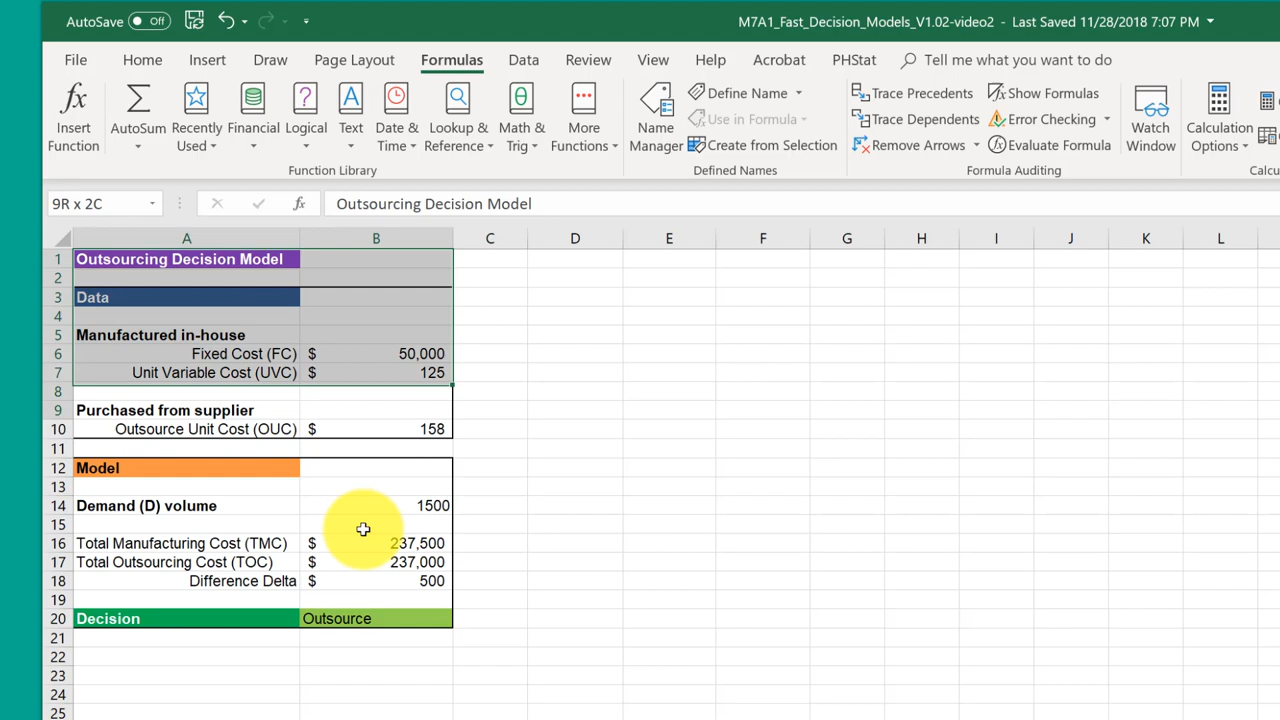 AutoSave Off M7A1_Fast_Decision_Models_V1.02-video2 - Last Saved 11/28/2018 7:07 PM
File Home Insert Draw Page Layout Formulas Data Review View Help Acrobat PHStat Tell me what you want to do
Insert Function
AutoSum
Recently Used
Financial
Logical
Text
Date & Time
Lookup & Reference
Math & Trig
More Functions
Function Library
Name Manager
Define Name
Use in Formula
Create from Selection
Defined Names
Trace Precedents
Trace Dependents
Remove Arrows
Show Formulas
Error Checking
Evaluate Formula
Formula Auditing
Watch Window
Calculation Options
9R x 2C fx Outsourcing Decision Model
A B C D E F G H I J K L
1 Outsourcing Decision Model
2
3 Data
4
5 Manufactured in-house
6 Fixed Cost (FC) $ 50,000
7 Unit Variable Cost (UVC) $ 125
8
9 Purchased from supplier
10 Outsource Unit Cost (OUC) $ 158
11
12 Model
13
14 Demand (D) volume 1500
15
16 Total Manufacturing Cost (TMC) $ 237,500
17 Total Outsourcing Cost (TOC) $ 237,000
18 Difference Delta $ 500
19
20 Decision Outsource
21
22
23
24
25